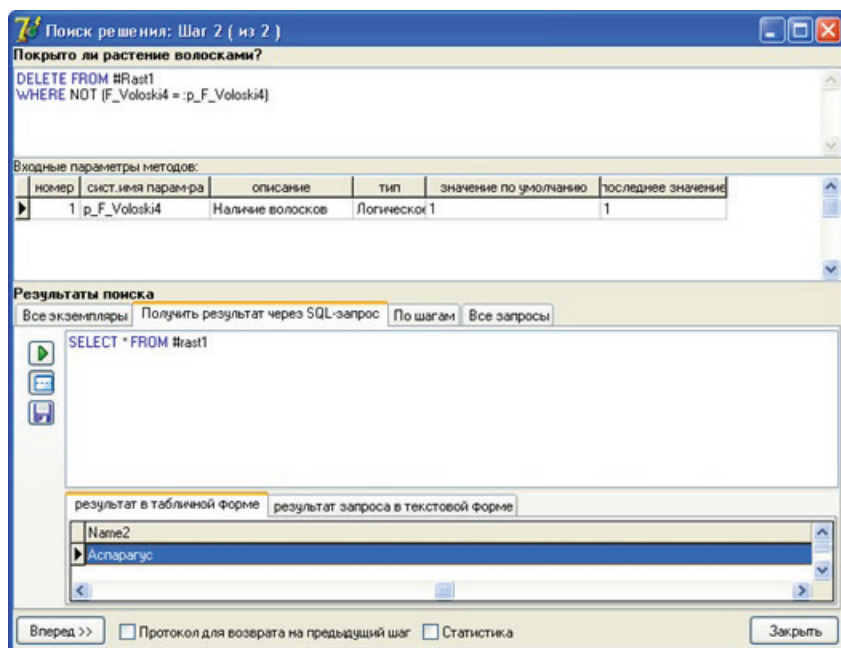 Поиск решения: Шаг 2 ( из 2 )
Покрыто ли растение волосками?
DELETE FROM #Rast1
WHERE NOT (F_Voloski4 = :p_F_Voloski4)
Входные параметры методов:
номер сист.имя парам-ра описание тип значение по умолчанию последнее значение
1 p_F_Voloski4 Наличие волосков Логическое 1 1
Результаты поиска
Все экземпляры Получить результат через SQL-запрос По шагам Все запросы
SELECT * FROM #rast1
результат в табличной форме результат запроса в текстовой форме
Name2
Аспарагус
Вперед >> Протокол для возврата на предыдущий шаг Статистика Закрыть